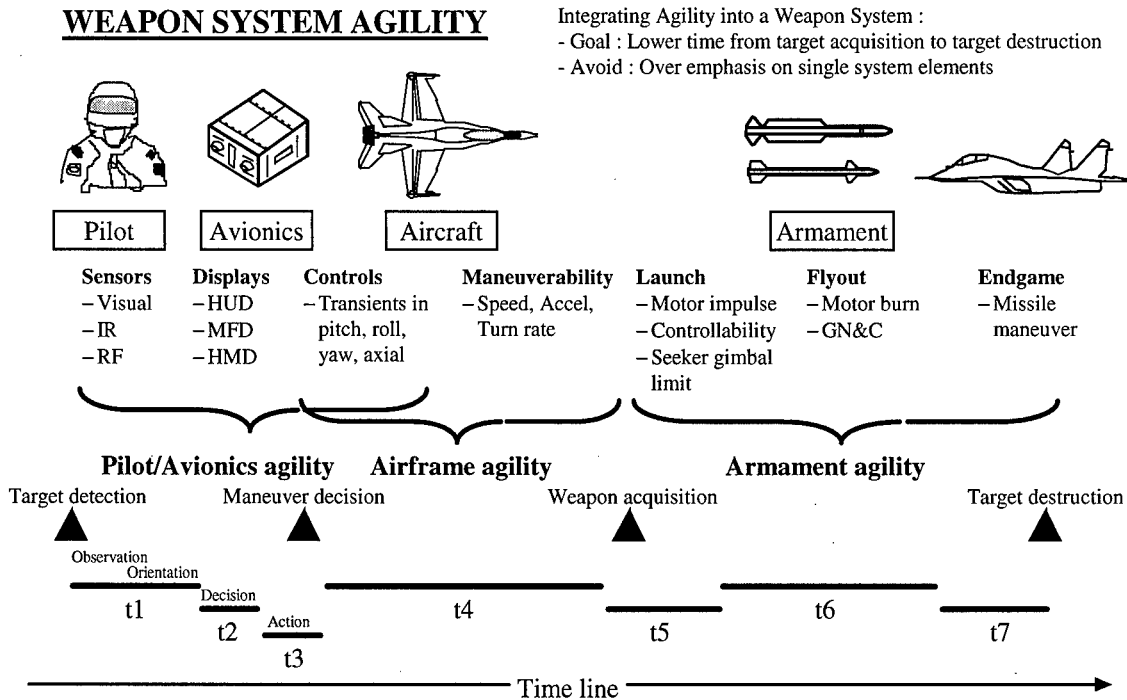 WEAPON SYSTEM AGILITY
Integrating Agility into a Weapon System :
- Goal : Lower time from target acquisition to target destruction
- Avoid : Over emphasis on single system elements
Pilot
Avionics
Aircraft
Armament
Sensors
– Visual
– IR
– RF
Displays
– HUD
– MFD
– HMD
Controls
– Transients in
pitch, roll,
yaw, axial
Maneuverability
– Speed, Accel,
Turn rate
Launch
– Motor impulse
– Controllability
– Seeker gimbal
limit
Flyout
– Motor burn
– GN&C
Endgame
– Missile
maneuver
Pilot/Avionics agility
Airframe agility
Armament agility
Target detection
Maneuver decision
Weapon acquisition
Target destruction
Observation
Orientation
t1
Decision
t2
Action
t3
t4
t5
t6
t7
Time line